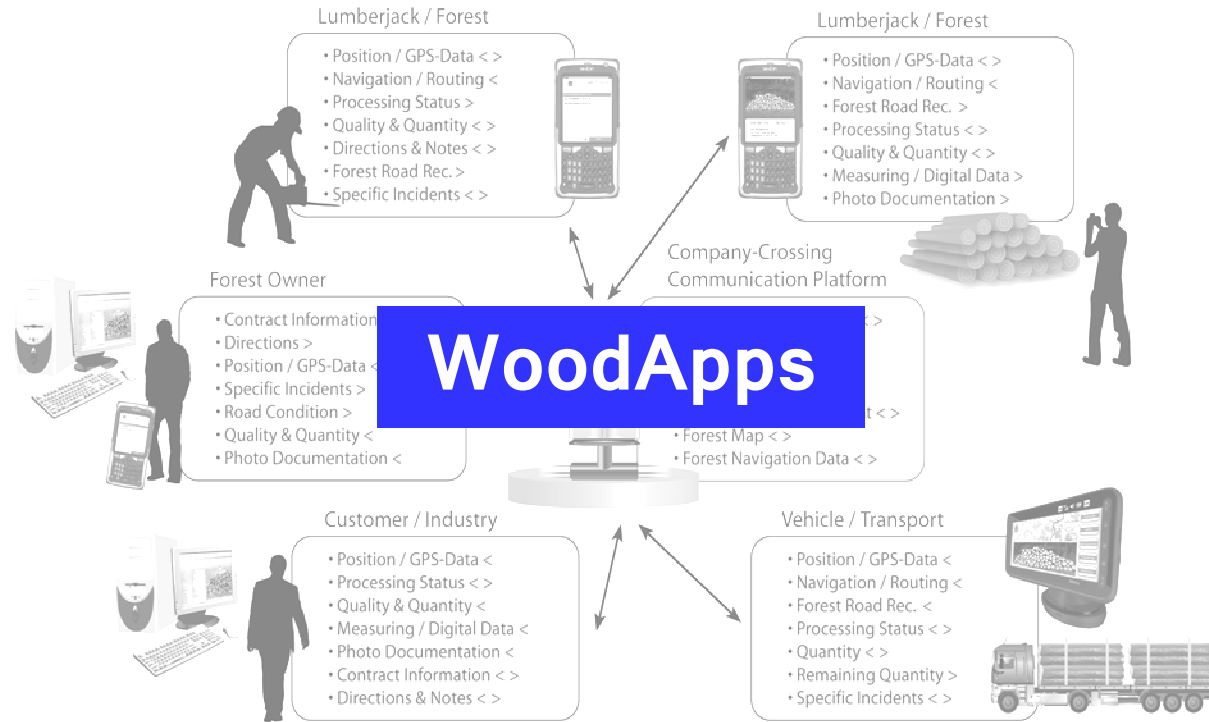 Lumberjack / Forest
• Position / GPS-Data < >
• Navigation / Routing <
• Processing Status >
• Quality & Quantity < >
• Directions & Notes < >
• Forest Road Rec. >
• Specific Incidents < >
Lumberjack / Forest
• Position / GPS-Data < >
• Navigation / Routing <
• Forest Road Rec. >
• Processing Status < >
• Quality & Quantity < >
• Measuring / Digital Data >
• Photo Documentation >
Forest Owner
• Contract Information
• Directions >
• Position / GPS-Data <
• Specific Incidents >
• Road Condition >
• Quality & Quantity <
• Photo Documentation <
Company-Crossing
Communication Platform
< >
• Forest Map < >
• Forest Navigation Data < >
WoodApps
Customer / Industry
• Position / GPS-Data <
• Processing Status < >
• Quality & Quantity <
• Measuring / Digital Data <
• Photo Documentation <
• Contract Information < >
• Directions & Notes < >
Vehicle / Transport
• Position / GPS-Data <
• Navigation / Routing <
• Forest Road Rec. <
• Processing Status < >
• Quantity < >
• Remaining Quantity >
• Specific Incidents < >